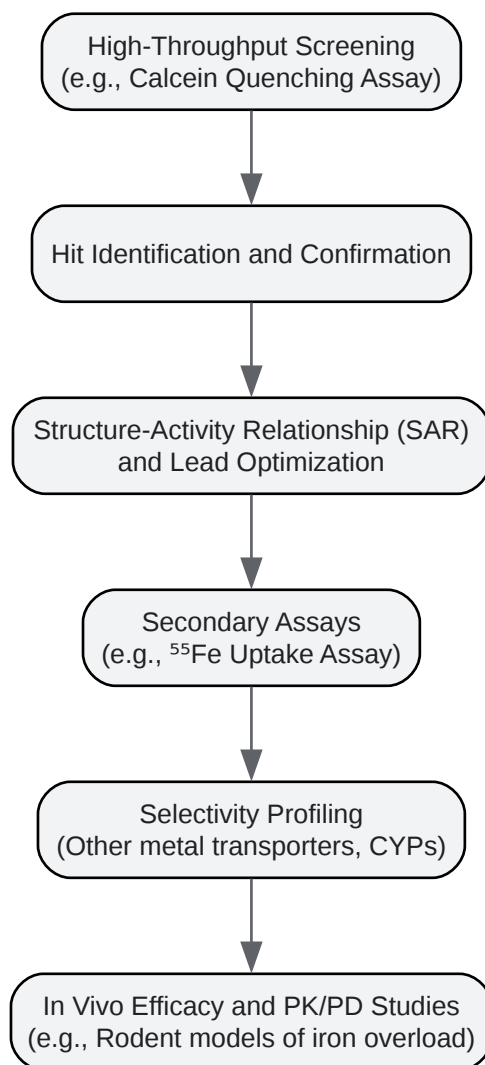 High-Throughput Screening
(e.g., Calcein Quenching Assay)
Hit Identification and Confirmation
Structure-Activity Relationship (SAR)
and Lead Optimization
Secondary Assays
(e.g., ⁵⁵Fe Uptake Assay)
Selectivity Profiling
(Other metal transporters, CYPs)
In Vivo Efficacy and PK/PD Studies
(e.g., Rodent models of iron overload)